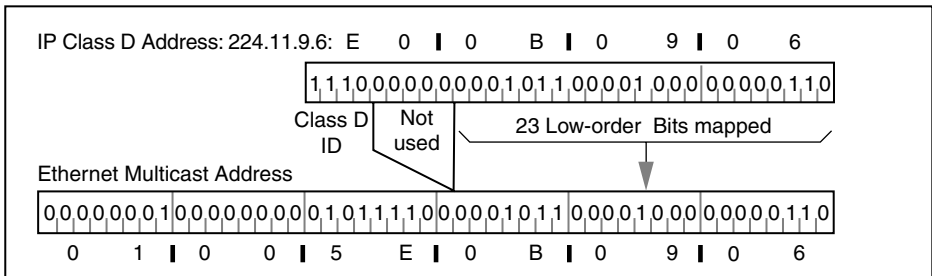 IP Class D Address: 224.11.9.6: E 0 0 B 0 9 0 6
11100000000010110000100000000110
Class D ID
Not used
23 Low-order Bits mapped
Ethernet Multicast Address
000000010000000001011110000010110000100000000110
0 1 0 0 5 E 0 B 0 9 0 6